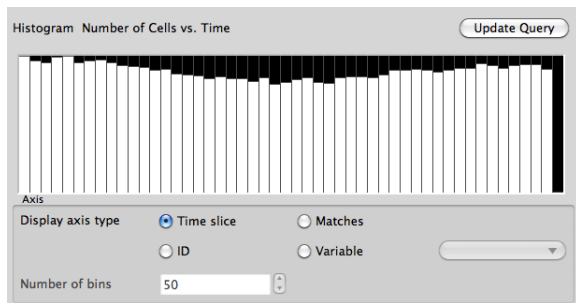 Histogram Number of Cells vs. Time Update Query
Axis
Display axis type Time slice Matches
ID Variable
Number of bins 50